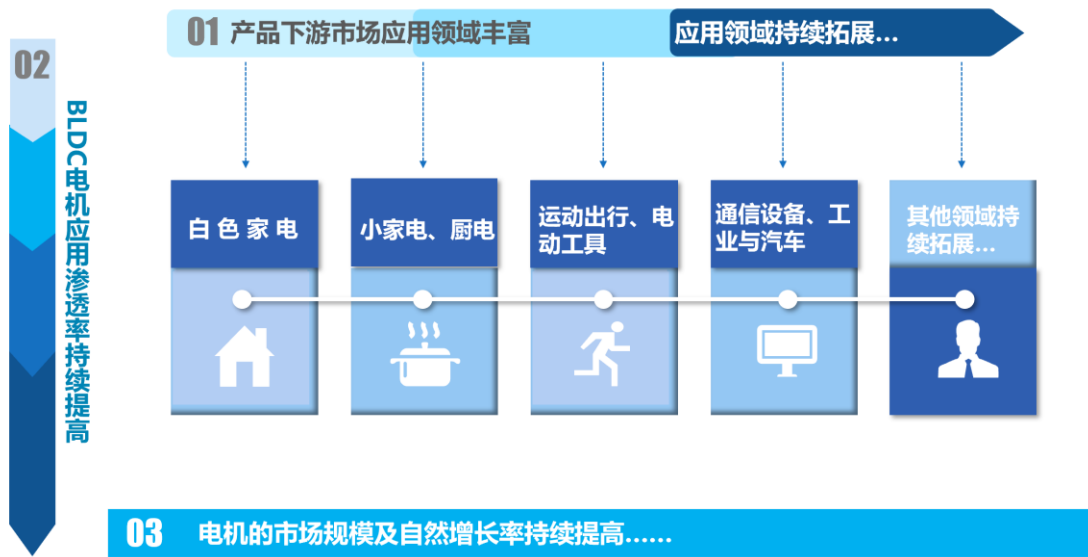 01 产品下游市场应用领域丰富
应用领域持续拓展...
02
BLDC电机应用渗透率持续提高
白色家电
小家电、厨电
运动出行、电
动工具
通信设备、工
业与汽车
其他领域持
续拓展...
03 电机的市场规模及自然增长率持续提高......